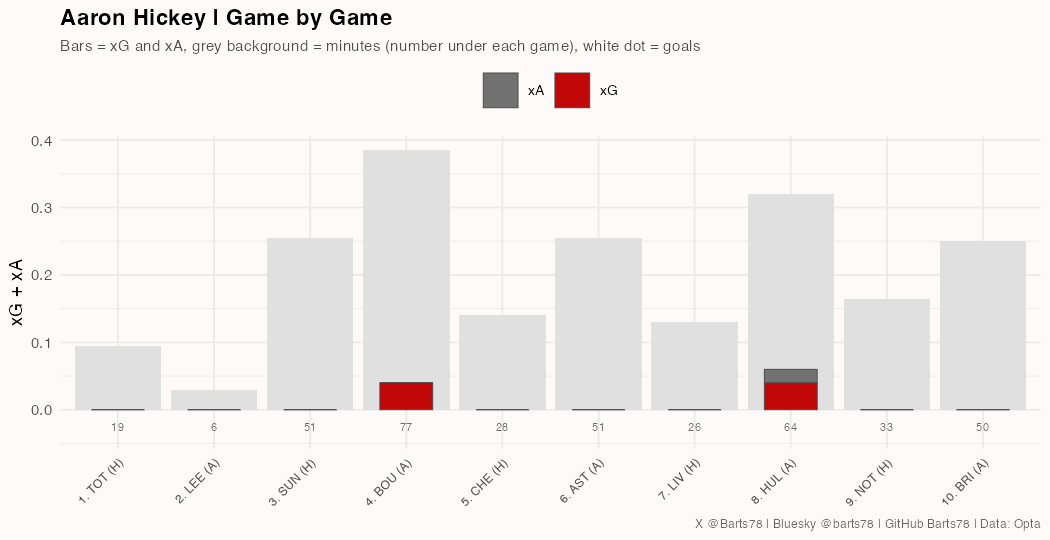 Aaron Hickey | Game by Game
Bars = xG and xA, grey background = minutes (number under each game), white dot = goals
xA xG
xG + xA
0.4
0.3
0.2
0.1
0.0
19 6 51 77 28 51 26 64 33 50
1. TOT (H) 2. LEE (A) 3. SUN (H) 4. BOU (A) 5. CHE (H) 6. AST (A) 7. LIV (H) 8. HUL (A) 9. NOT (H) 10. BRI (A)
X @Barts78 | Bluesky @barts78 | GitHub Barts78 | Data: Opta